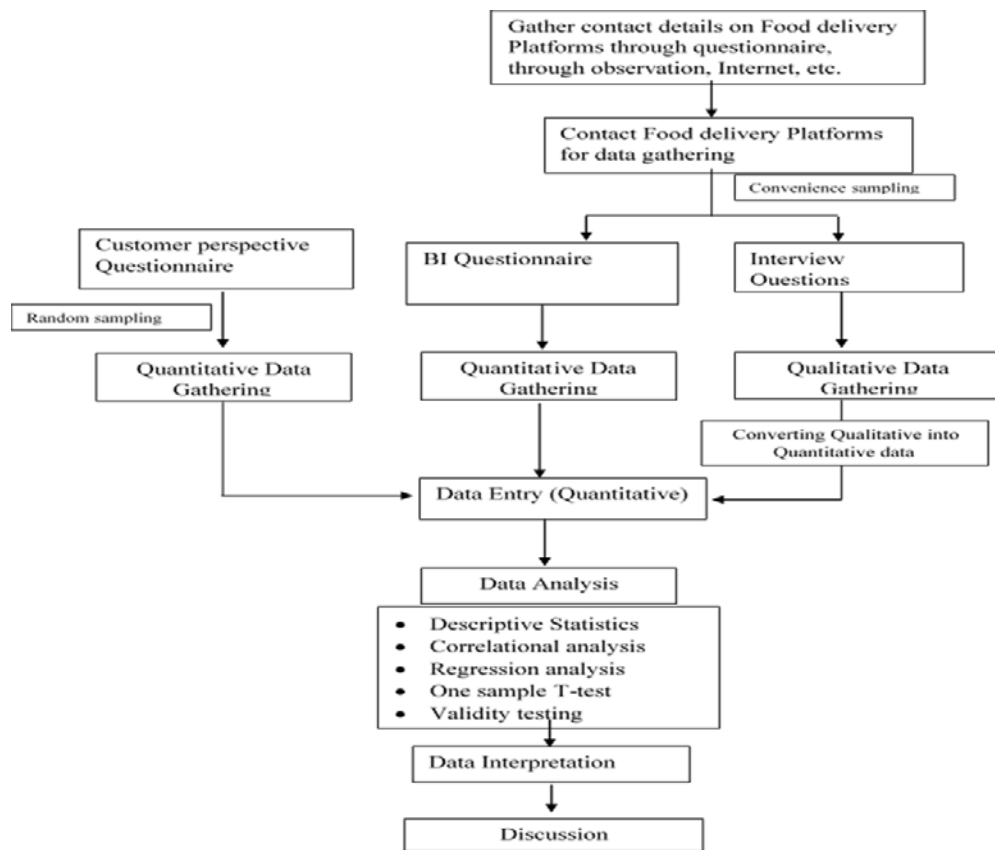 Gather contact details on Food delivery
Platforms through questionnaire,
through observation, Internet, etc.
Contact Food delivery Platforms
for data gathering
Convenience sampling
Customer perspective
Questionnaire
BI Questionnaire
Interview
Questions
Random sampling
Quantitative Data
Gathering
Quantitative Data
Gathering
Qualitative Data
Gathering
Converting Qualitative into
Quantitative data
Data Entry (Quantitative)
Data Analysis
• Descriptive Statistics
• Correlational analysis
• Regression analysis
• One sample T-test
• Validity testing
Data Interpretation
Discussion